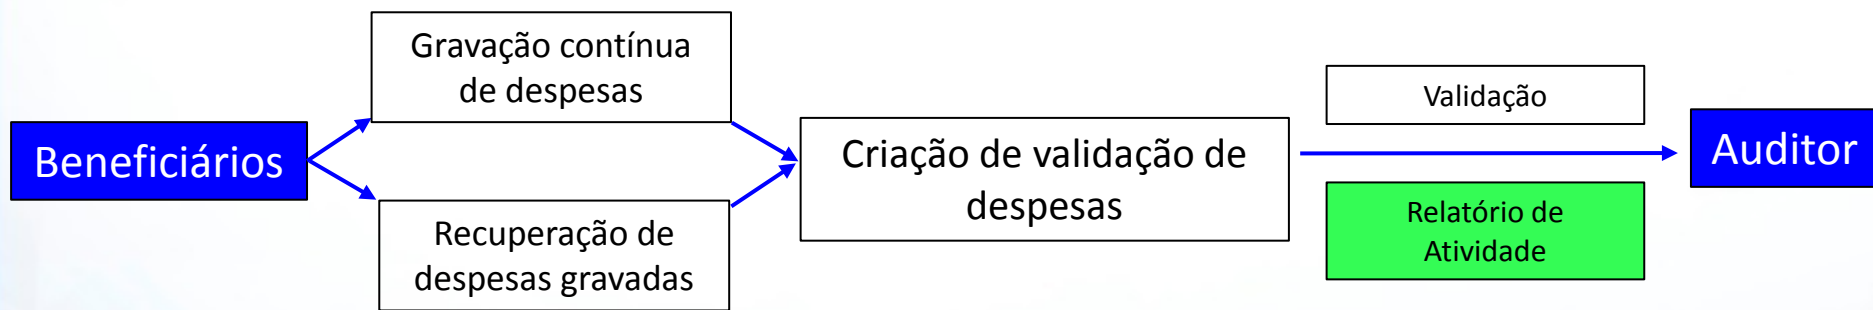 Beneficiários
Gravação contínua
de despesas
Recuperação de
despesas gravadas
Criação de validação de
despesas
Validação
Relatório de
Atividade
Auditor